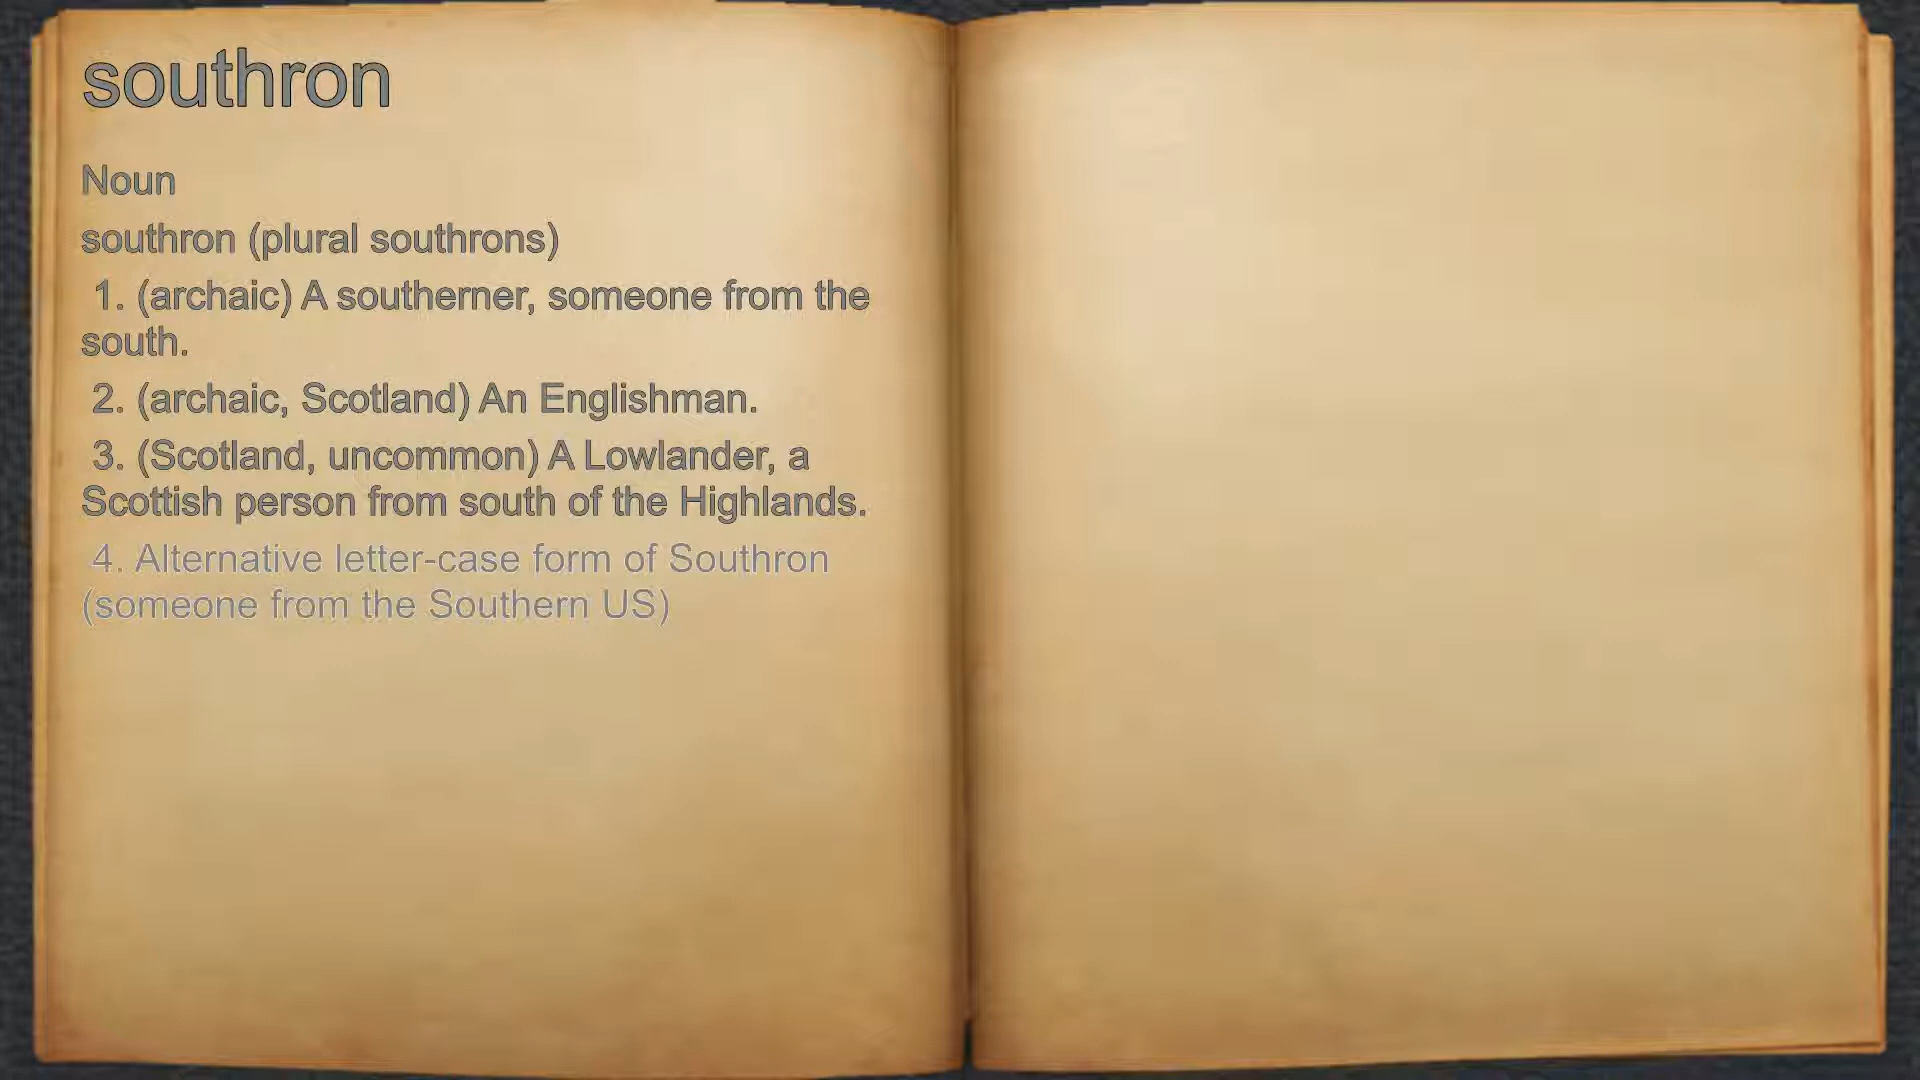 southron
Noun
southron (plural southrons)
1. (archaic) A southerner, someone from the
south.
2. (archaic, Scotland) An Englishman.
3. (Scotland, uncommon) A Lowlander, a
Scottish person from south of the Highlands.
4. Alternative letter-case form of Southron
(someone from the Southern US)